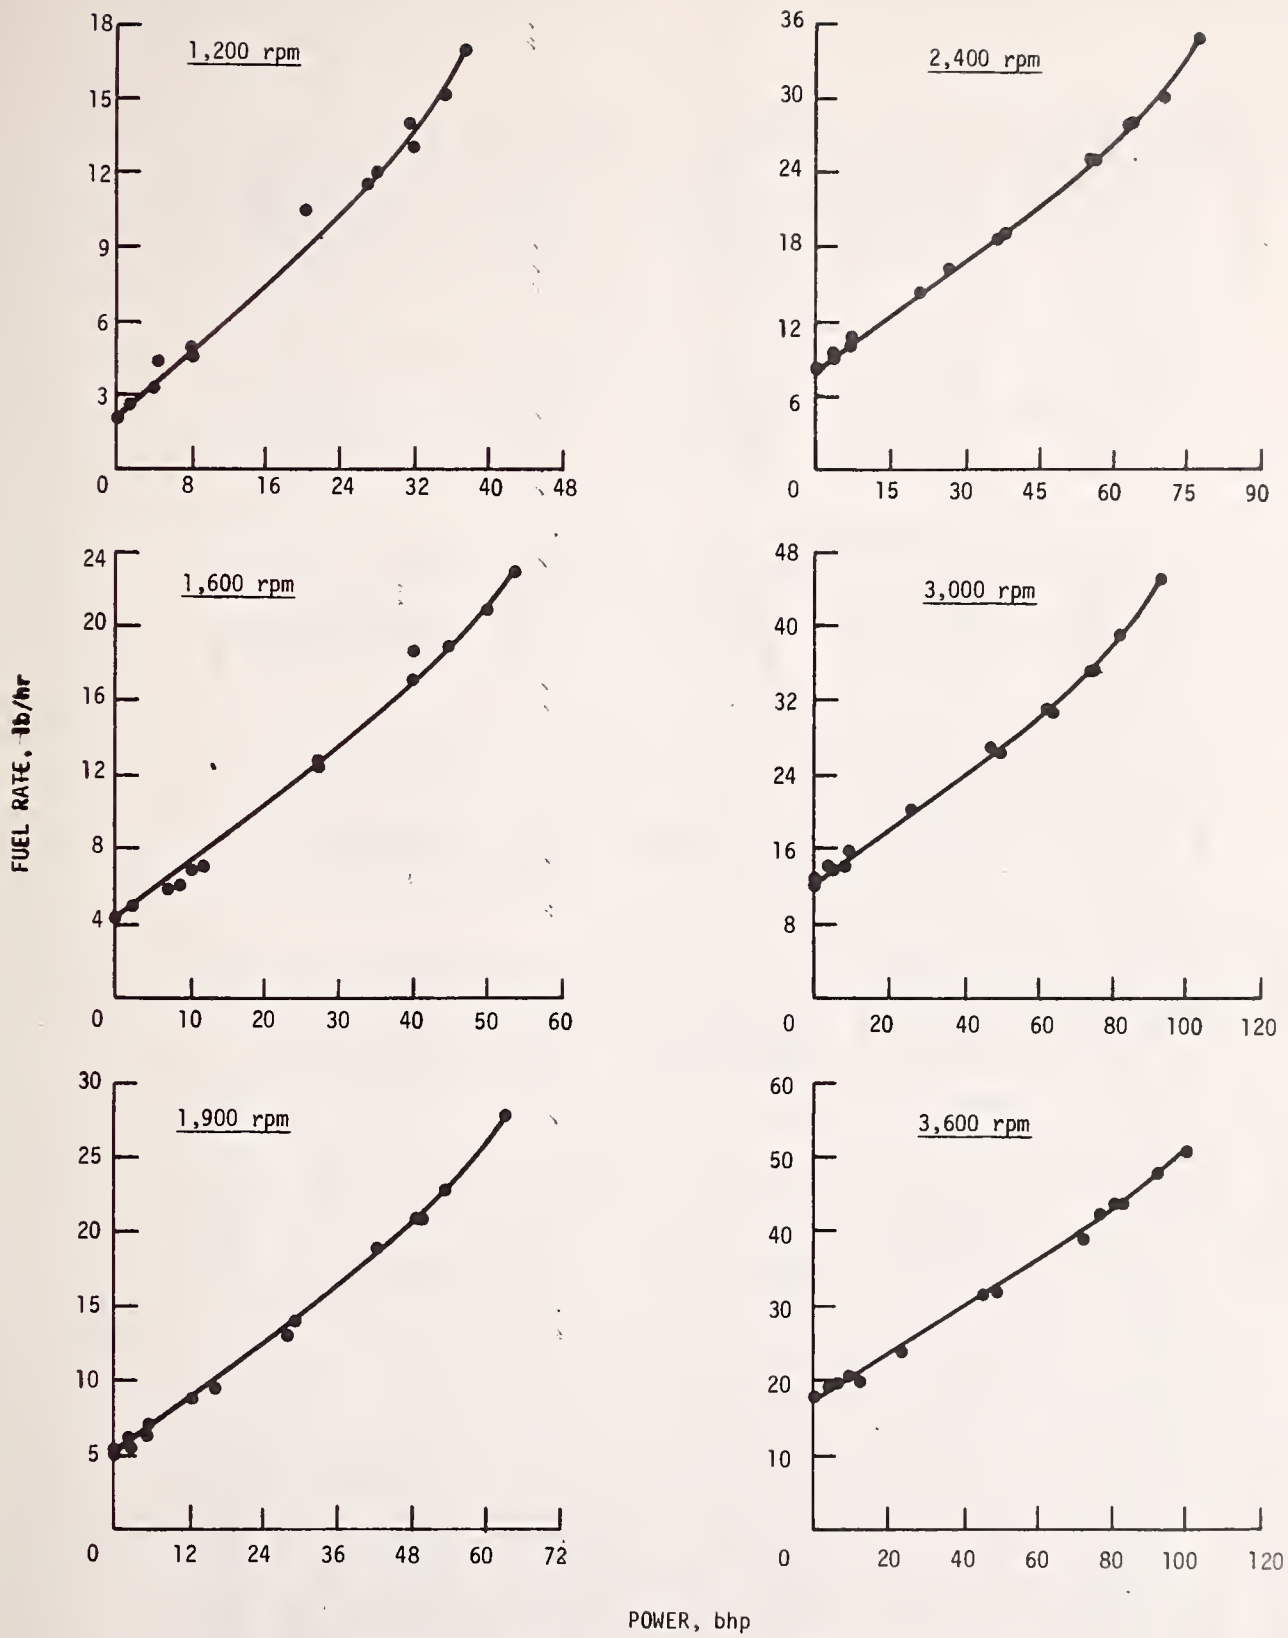 18
1,200 rpm
15
12
9
6
3
0 8 16 24 32 40 48
36
2,400 rpm
30
24
18
12
6
0 15 30 45 60 75 90
24
1,600 rpm
20
16
12
8
4
0 10 20 30 40 50 60
48
3,000 rpm
40
32
24
16
8
0 20 40 60 80 100 120
30
1,900 rpm
25
20
15
10
5
0 12 24 36 48 60 72
60
3,600 rpm
50
40
30
20
10
0 20 40 60 80 100 120
FUEL RATE, lb/hr
POWER, bhp